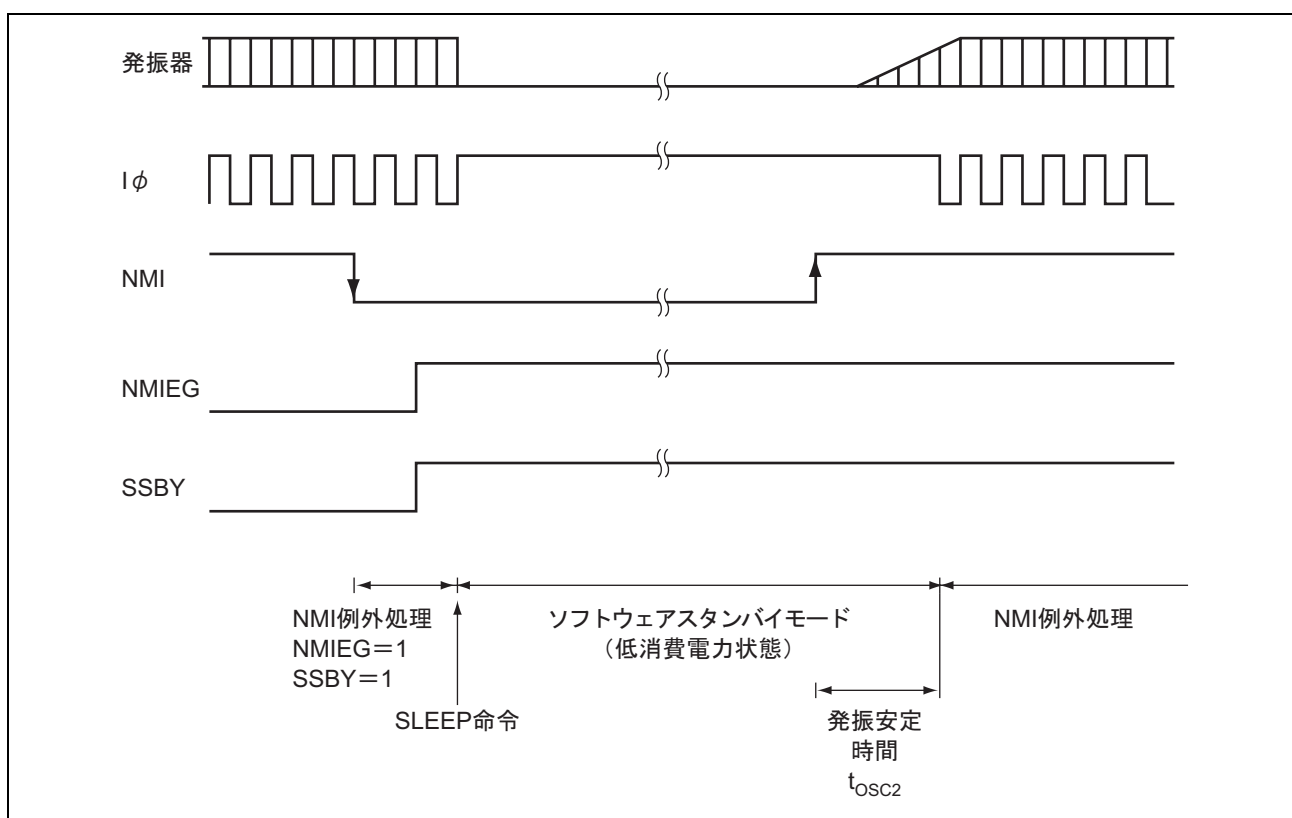 発振器
Iφ
NMI
NMIEG
SSBY
NMI例外処理
NMIEG=1
SSBY=1
SLEEP命令
ソフトウェアスタンバイモード
(低消費電力状態)
発振安定
時間
tOSC2
NMI例外処理